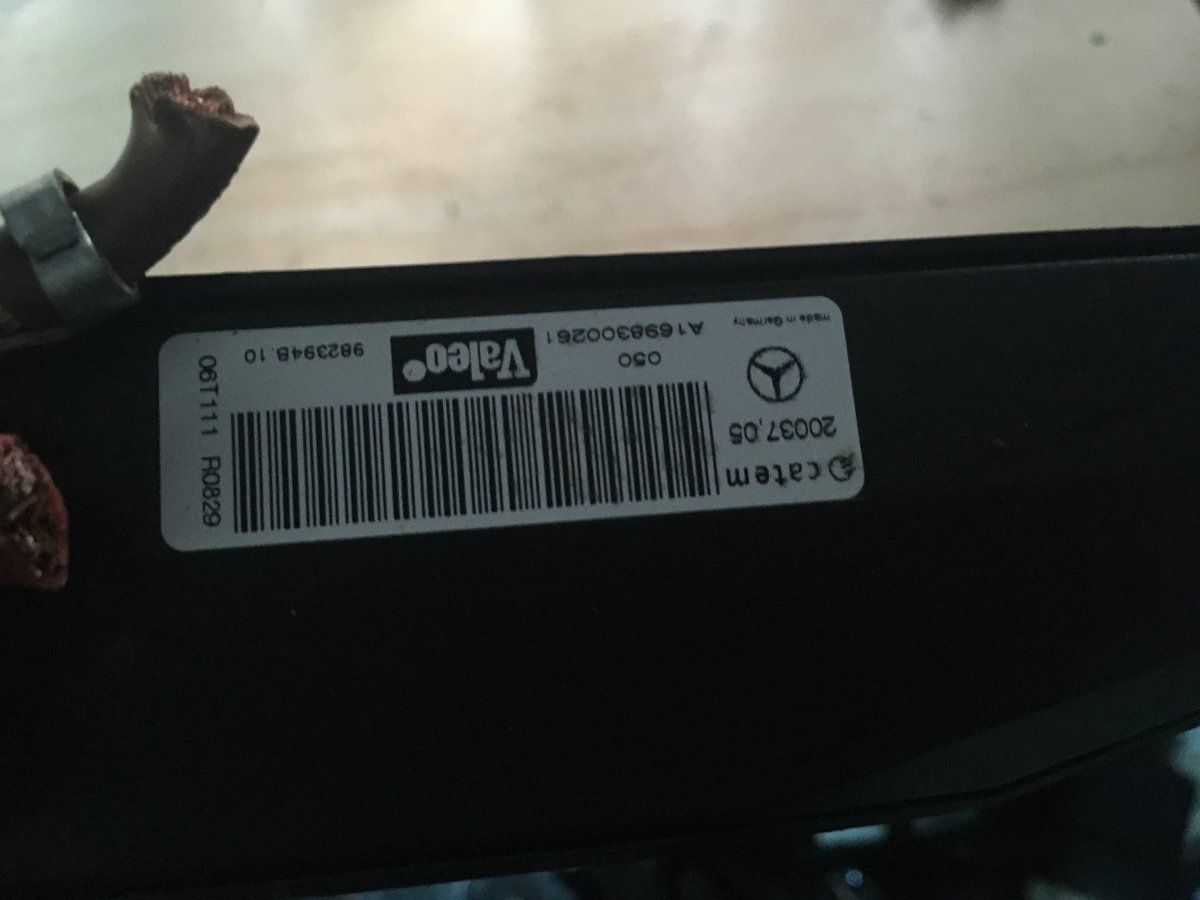 catem
20037,05
made in Germany
050
A1698300261
Valeo
982394B.10
06T111 R0829